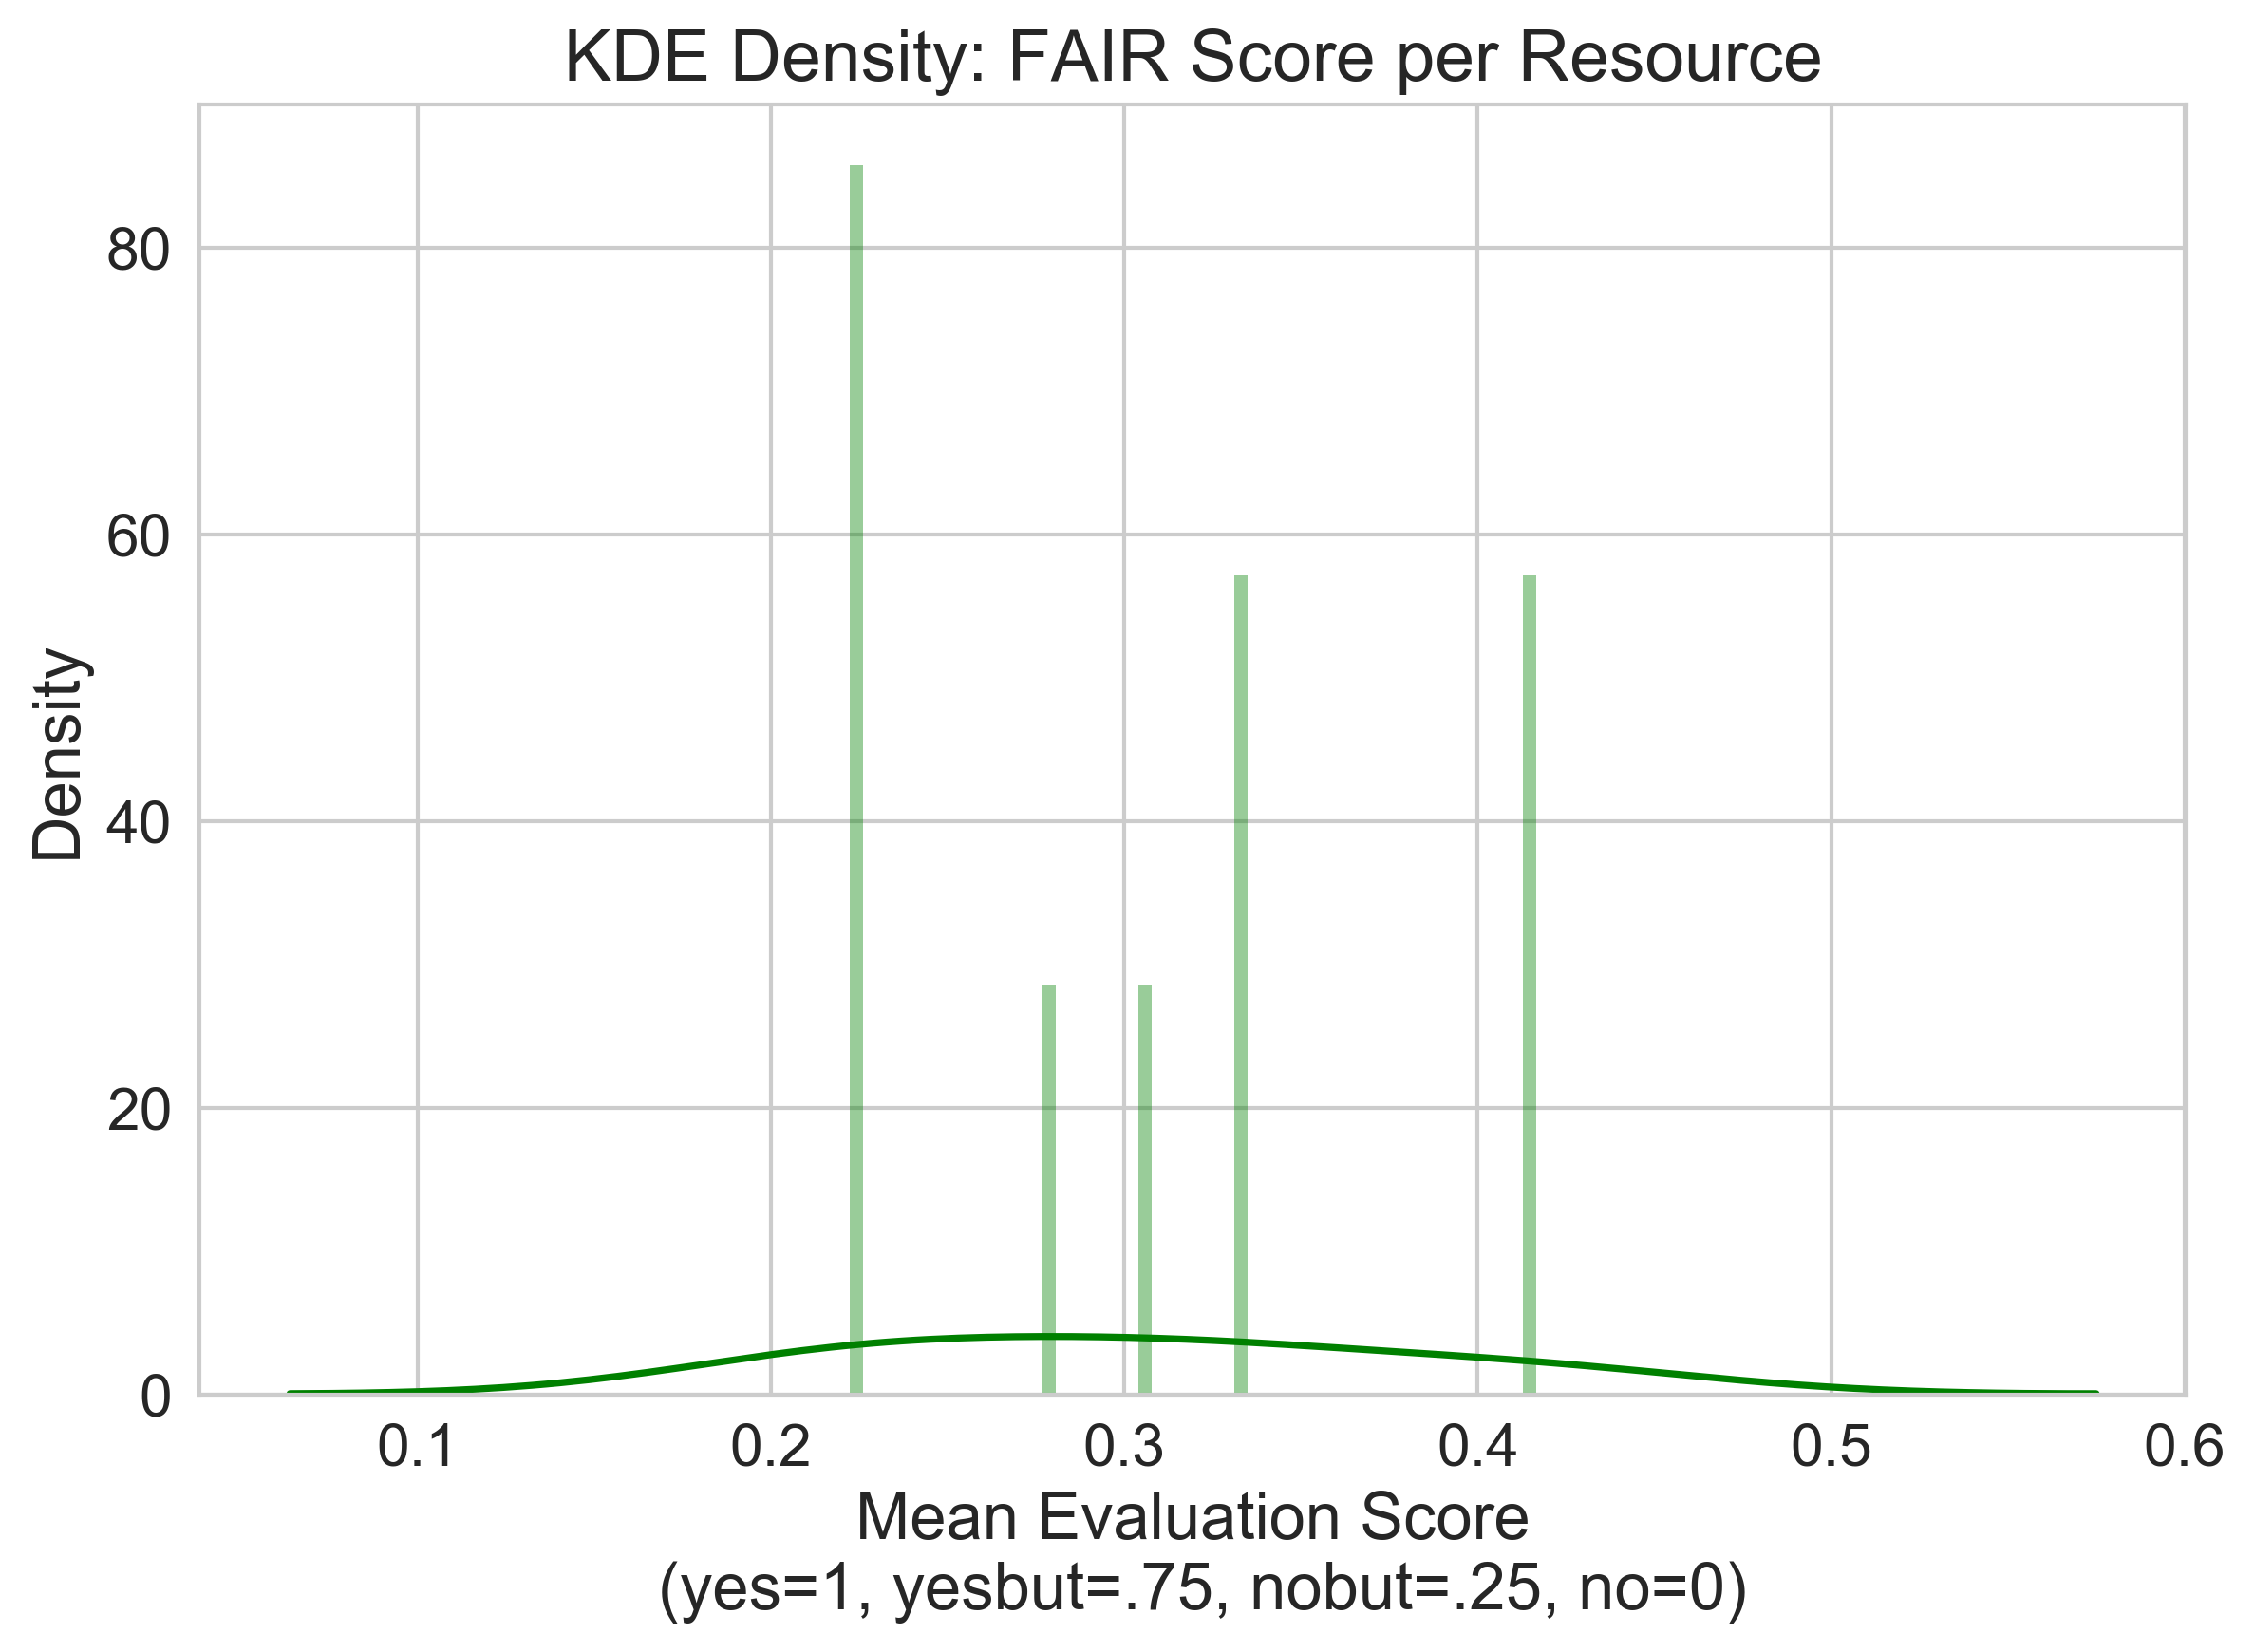 KDE Density: FAIR Score per Resource
Density
80
60
40
20
0
0.1 0.2 0.3 0.4 0.5 0.6
Mean Evaluation Score
(yes=1, yesbut=.75, nobut=.25, no=0)